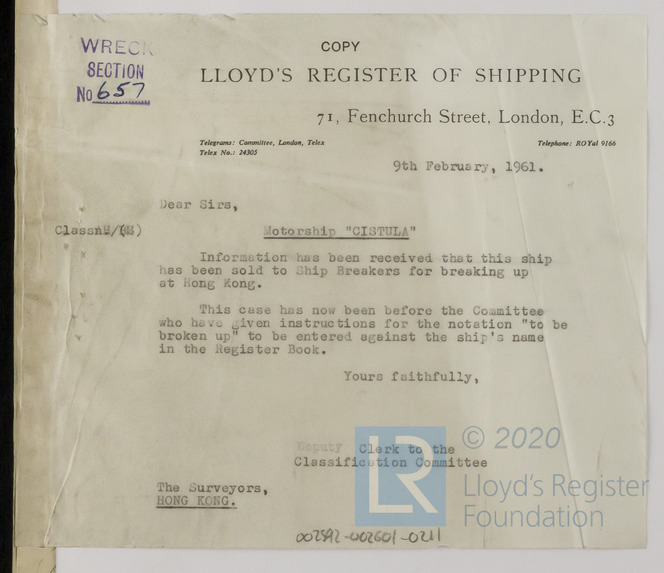 WRECK
SECTION
No 657
COPY
LLOYD'S REGISTER OF SHIPPING
71, Fenchurch Street, London, E.C.3
Telegrams: Committee, London, Telex
Telex No.: 24305
Telephone: ROYal 9166
9th February, 1961.
Dear Sirs,
Motorship "CISTULA"
Information has been received that this ship
has been sold to Ship Breakers for breaking up
at Hong Kong.
This case has now been before the Committee
who have given instructions for the notation "to be
broken up" to be entered against the ship's name
in the Register Book.
Yours faithfully,
Deputy Clerk to the
Classification Committee
The Surveyors,
HONG KONG.
LR
© 2020
Lloyd's Register
Foundation
002592-002601-0211